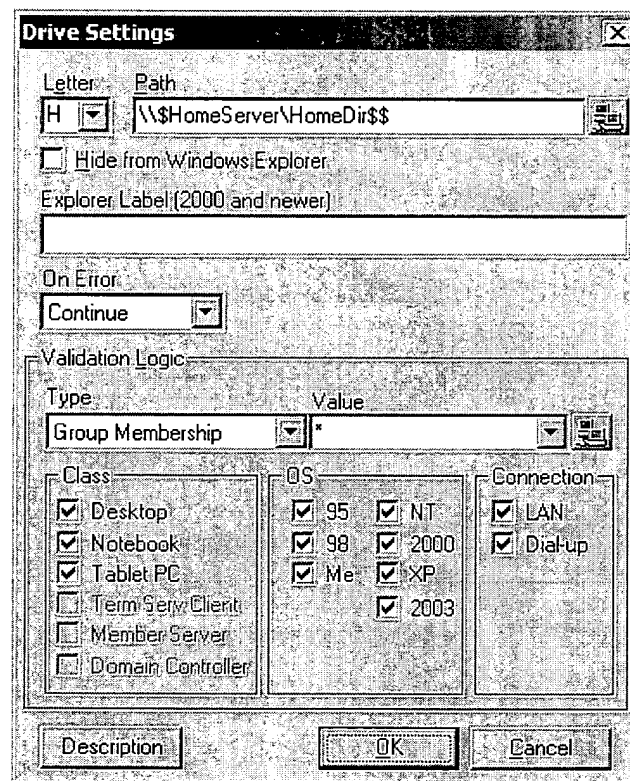 Drive Settings
Letter Path
H \\$HomeServer\HomeDir$$
Hide from Windows Explorer
Explorer Label (2000 and newer)
On Error
Continue
Validation Logic
Type Value
Group Membership *
Class OS Connection
Desktop 95 NT LAN
Notebook 98 2000 Dial-up
Tablet PC Me XP
Term Serv Client 2003
Member Server
Domain Controller
Description OK Cancel